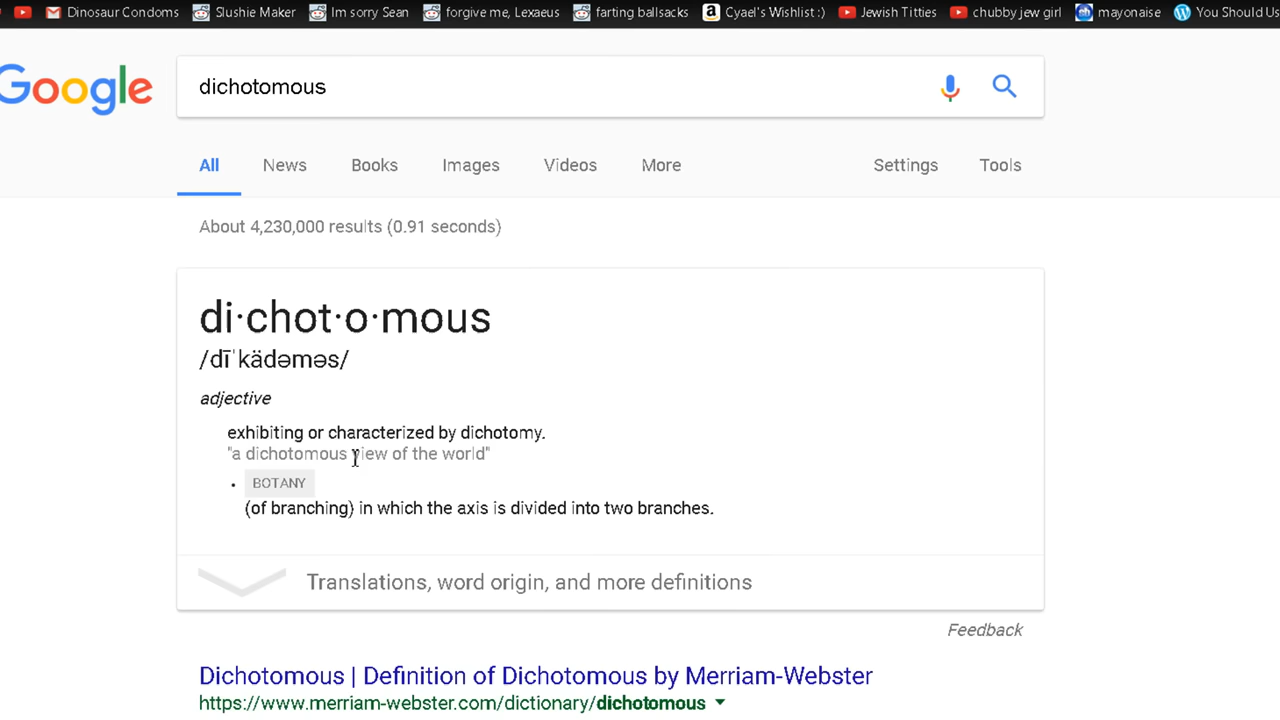 Dinosaur Condoms Slushie Maker Im sorry Sean forgive me, Lexaeus farting ballsacks Cyael's Wishlist :) Jewish Titties chubby jew girl mayonaise You Should Us
Google dichotomous
All News Books Images Videos More Settings Tools
About 4,230,000 results (0.91 seconds)
di·chot·o·mous
/dīˈkädəməs/
adjective
exhibiting or characterized by dichotomy.
"a dichotomous view of the world"
• BOTANY
(of branching) in which the axis is divided into two branches.
Translations, word origin, and more definitions
Feedback
Dichotomous | Definition of Dichotomous by Merriam-Webster
https://www.merriam-webster.com/dictionary/dichotomous